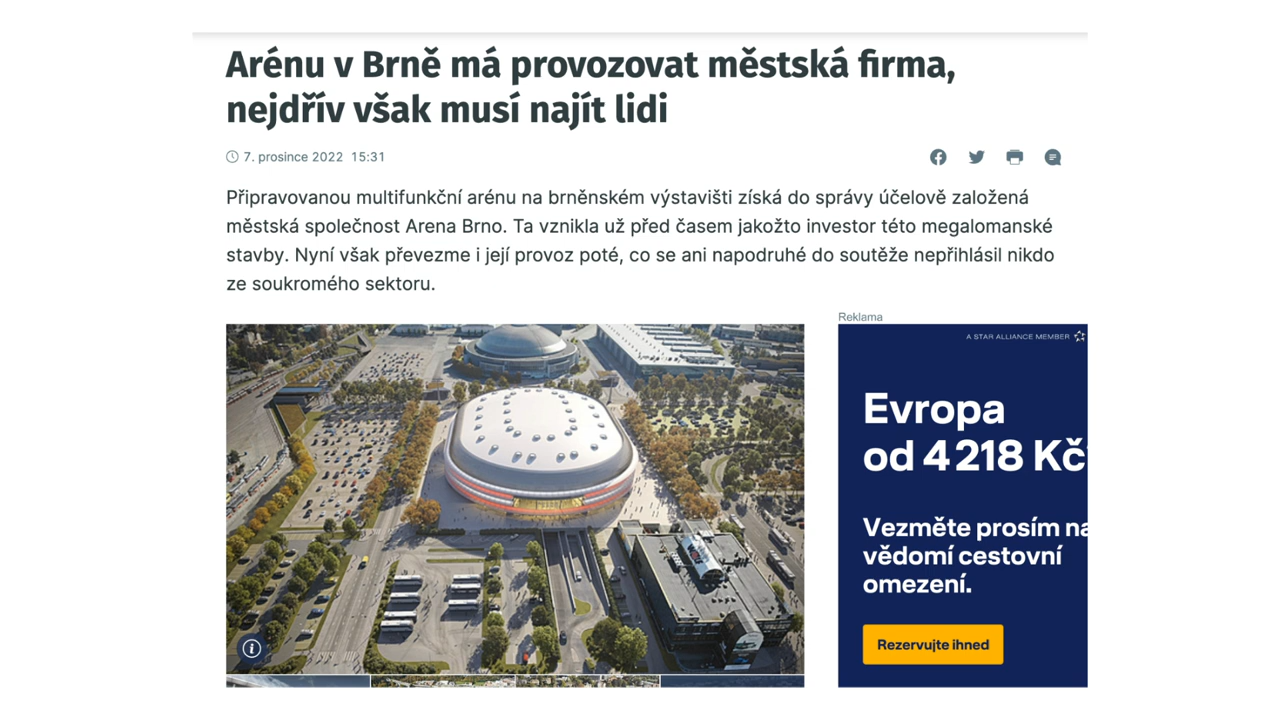 Arénu v Brně má provozovat městská firma,
nejdřív však musí najít lidi
7. prosince 2022 15:31
Připravovanou multifunkční arénu na brněnském výstavišti získá do správy účelově založená
městská společnost Arena Brno. Ta vznikla už před časem jakožto investor této megalomanské
stavby. Nyní však převezme i její provoz poté, co se ani napodruhé do soutěže nepřihlásil nikdo
ze soukromého sektoru.
Reklama
A STAR ALLIANCE MEMBER
Evropa
od 4 218 Kč
Vezměte prosím na
vědomí cestovní
omezení.
Rezervujte ihned